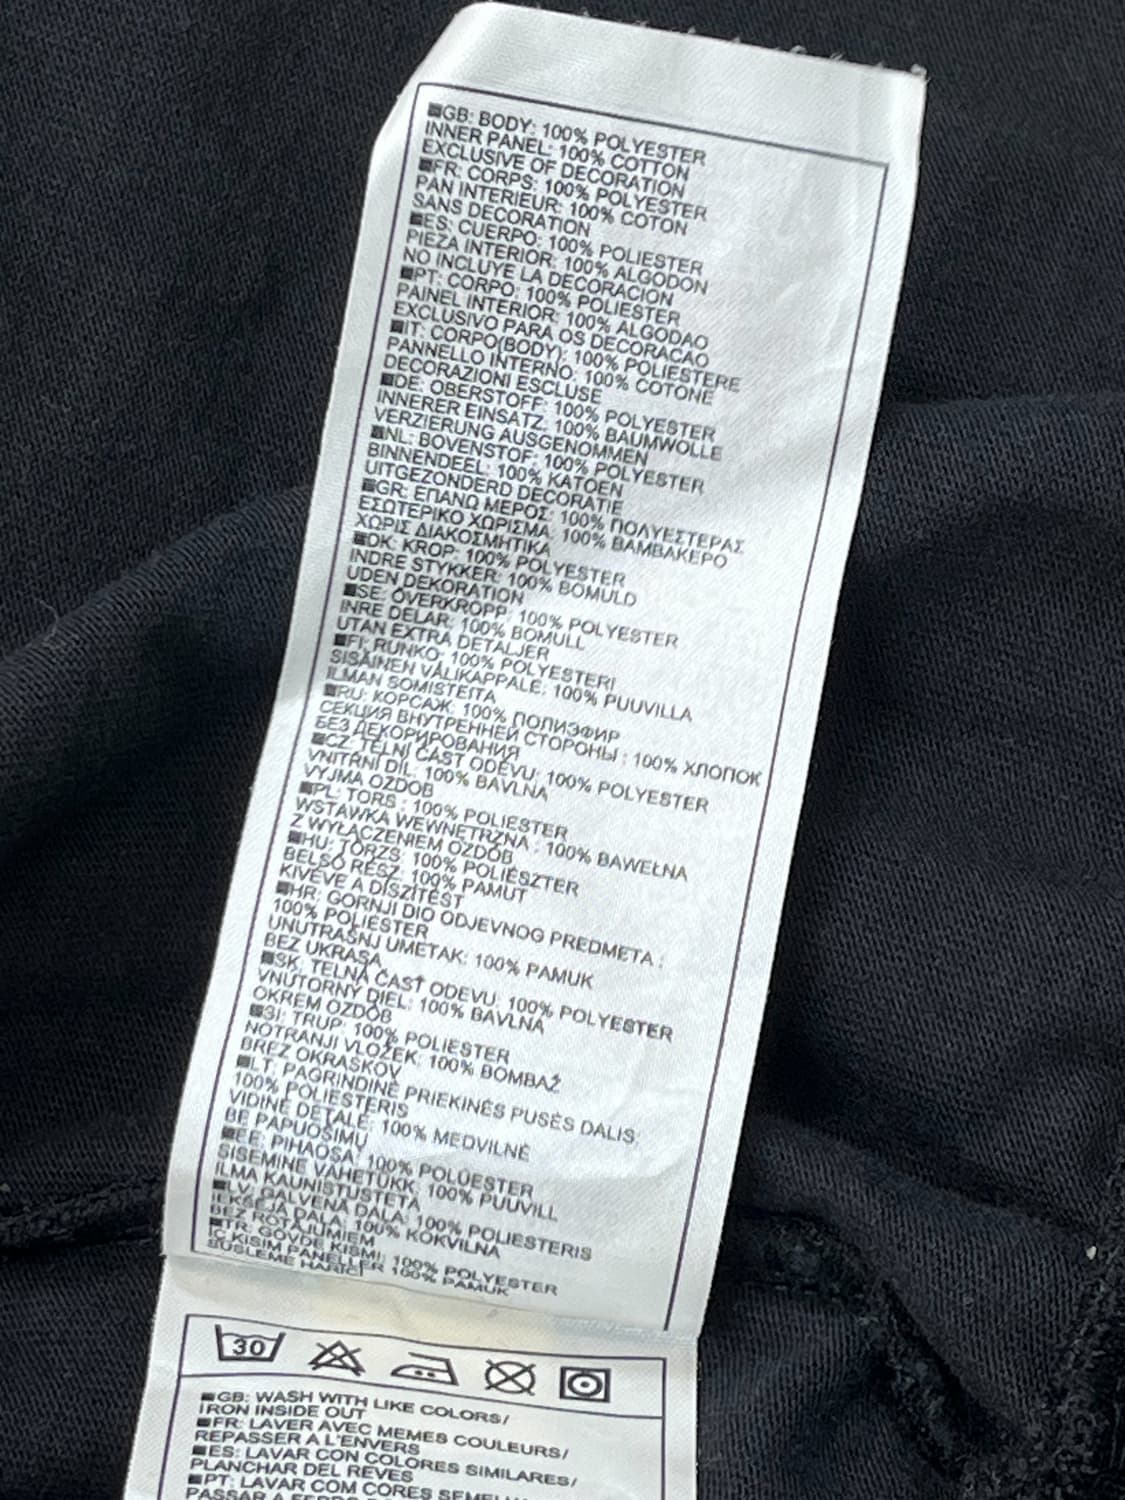 ■GB: BODY: 100% POLYESTER
INNER PANEL: 100% COTTON
EXCLUSIVE OF DECORATION
■FR: CORPS: 100% POLYESTER
PAN INTERIEUR: 100% COTON
SANS DECORATION
■ES: CUERPO: 100% POLIESTER
PIEZA INTERIOR: 100% ALGODON
NO INCLUYE LA DECORACION
■PT: CORPO: 100% POLIESTER
PAINEL INTERIOR: 100% ALGODAO
EXCLUSIVO PARA OS DECORACAO
■IT: CORPO(BODY): 100% POLIESTERE
PANNELLO INTERNO: 100% COTONE
DECORAZIONI ESCLUSE
■DE: OBERSTOFF: 100% POLYESTER
INNERER EINSATZ: 100% BAUMWOLLE
VERZIERUNG AUSGENOMMEN
■NL: BOVENSTOF: 100% POLYESTER
BINNENDEEL: 100% KATOEN
UITGEZONDERD DECORATIE
■GR: ΕΠΑΝΩ ΜΕΡΟΣ: 100% ΠΟΛΥΕΣΤΕΡΑΣ
ΕΣΩΤΕΡΙΚΟ ΧΩΡΙΣΜΑ: 100% ΒΑΜΒΑΚΕΡΟ
ΧΩΡΙΣ ΔΙΑΚΟΣΜΗΤΙΚΑ
■DK: KROP: 100% POLYESTER
INDRE STYKKER: 100% BOMULD
UDEN DEKORATION
■SE: ÖVERKROPP: 100% POLYESTER
INRE DELAR: 100% BOMULL
UTAN EXTRA DETALJER
■FI: RUNKO: 100% POLYESTERI
SISÄINEN VÄLIKAPPALE: 100% PUUVILLA
ILMAN SOMISTEITA
■RU: КОРСАЖ: 100% ПОЛИЭФИР
СЕКЦИЯ ВНУТРЕННЕЙ СТОРОНЫ : 100% ХЛОПОК
БЕЗ ДЕКОРИРОВАНИЯ
■CZ: TĚLNÍ ČÁST ODĚVU: 100% POLYESTER
VNITŘNÍ DÍL: 100% BAVLNA
VYJMA OZDOB
■PL: TORS : 100% POLIESTER
WSTAWKA WEWNĘTRZNA : 100% BAWEŁNA
Z WYŁĄCZENIEM OZDÓB
■HU: TÖRZS: 100% POLIÉSZTER
BELSŐ RÉSZ: 100% PAMUT
KIVÉVE A DÍSZÍTÉST
■HR: GORNJI DIO ODJEVNOG PREDMETA :
100% POLIESTER
UNUTRAŠNJ UMETAK: 100% PAMUK
BEZ UKRASA
■SK: TELNÁ ČASŤ ODEVU: 100% POLYESTER
VNÚTORNÝ DIEL: 100% BAVLNA
OKREM OZDÔB
■SI: TRUP: 100% POLIESTER
NOTRANJI VLOŽEK: 100% BOMBAŽ
BREZ OKRASKOV
■LT: PAGRINDINĖ PRIEKINĖS PUSĖS DALIS:
100% POLIESTERIS
VIDINĖ DETALĖ: 100% MEDVILNĖ
BE PAPUOŠIMŲ
■EE: PIHAOSA: 100% POLÜESTER
SISEMINE VAHETÜKK: 100% PUUVILL
ILMA KAUNISTUSTETA
■LV: GALVENĀ DAĻA: 100% POLIESTERIS
IEKŠĒJĀ DAĻA: 100% KOKVILNA
BEZ ROTĀJUMIEM
■TR: GÖVDE KISMI: 100% POLYESTER
İÇ KISIM PANELLER 100% PAMUK
SÜSLEME HARİCİ
30
■GB: WASH WITH LIKE COLORS/
IRON INSIDE OUT
■FR: LAVER AVEC MEMES COULEURS/
REPASSER A L'ENVERS
■ES: LAVAR CON COLORES SIMILARES/
PLANCHAR DEL REVES
■PT: LAVAR COM CORES
PASSAR A